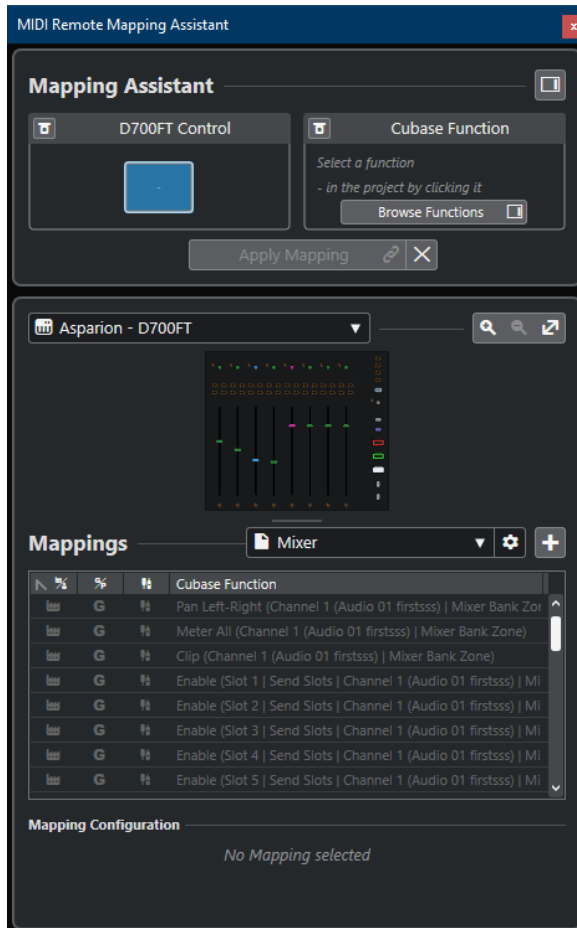 MIDI Remote Mapping Assistant
x
Mapping Assistant
D700FT Control
Cubase Function
Select a function
- in the project by clicking it
Browse Functions
Apply Mapping
Asparion - D700FT
Mappings
Mixer
Cubase Function
G Pan Left-Right (Channel 1 (Audio 01 firstsss) | Mixer Bank Zor
G Meter All (Channel 1 (Audio 01 firstsss) | Mixer Bank Zone)
G Clip (Channel 1 (Audio 01 firstsss) | Mixer Bank Zone)
G Enable (Slot 1 | Send Slots | Channel 1 (Audio 01 firstsss) | Mi
G Enable (Slot 2 | Send Slots | Channel 1 (Audio 01 firstsss) | Mi
G Enable (Slot 3 | Send Slots | Channel 1 (Audio 01 firstsss) | Mi
G Enable (Slot 4 | Send Slots | Channel 1 (Audio 01 firstsss) | Mi
G Enable (Slot 5 | Send Slots | Channel 1 (Audio 01 firstsss) | Mi
Mapping Configuration
No Mapping selected